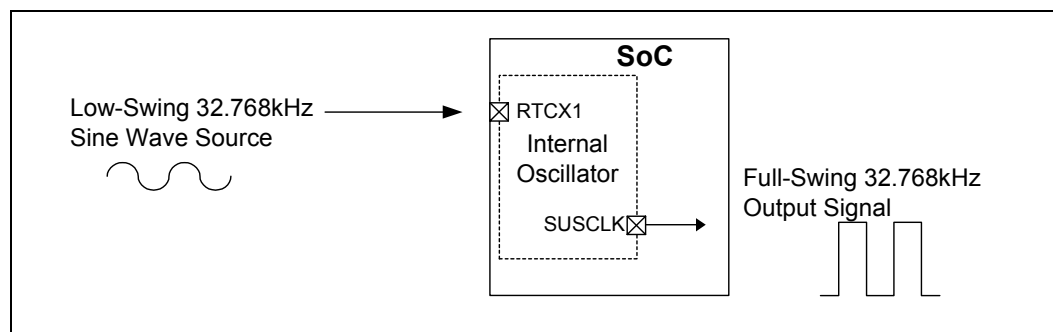 SoC
Low-Swing 32.768kHz
Sine Wave Source
RTCX1
Internal
Oscillator
SUSCLK
Full-Swing 32.768kHz
Output Signal